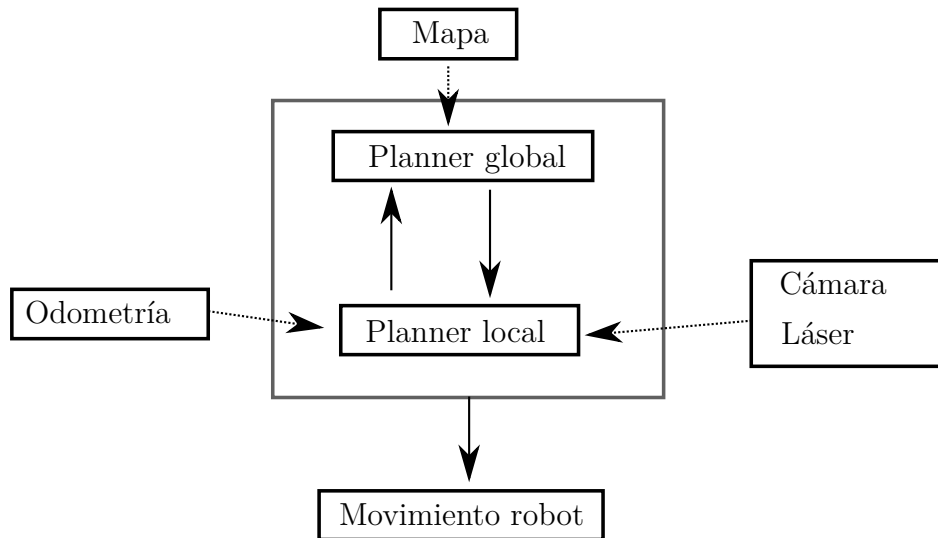 Mapa
Planner global
Odometría
Planner local
Cámara
Láser
Movimiento robot